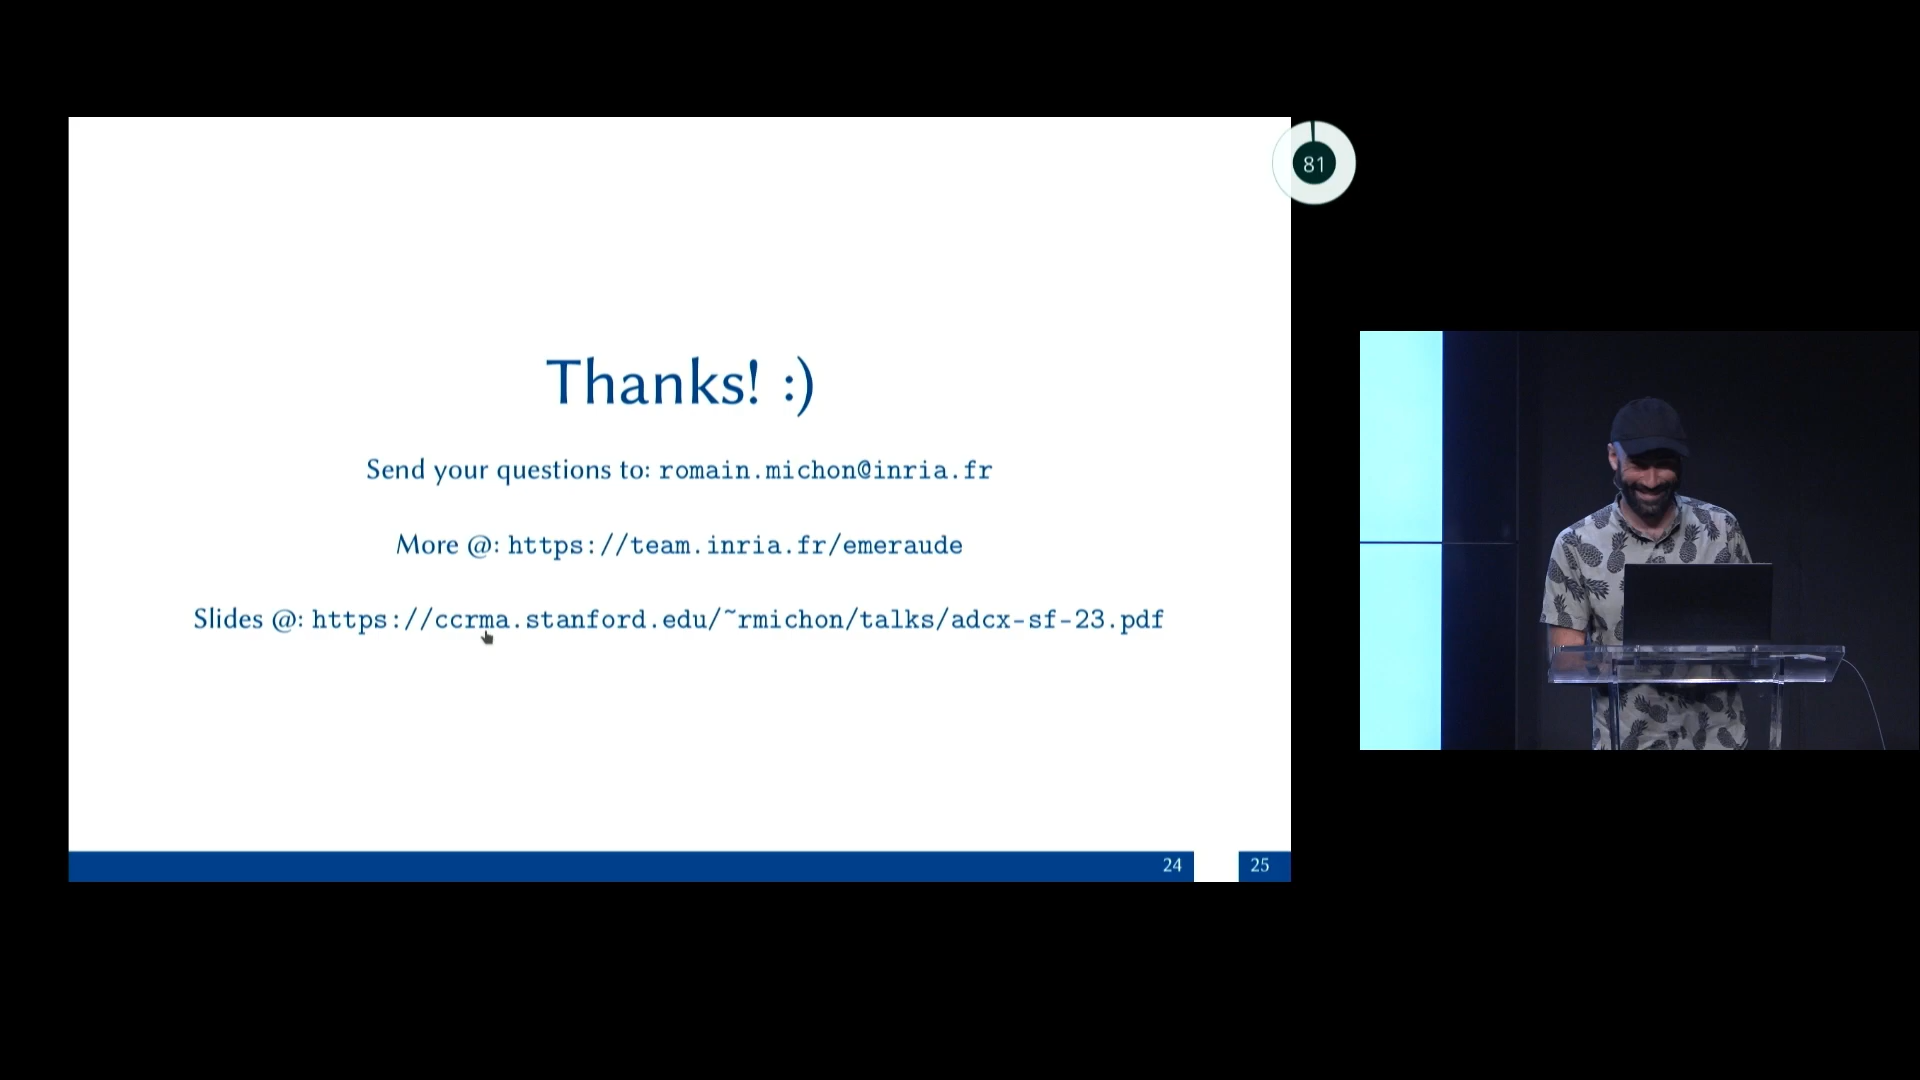 81
Thanks! :)
Send your questions to: romain.michon@inria.fr
More @: https://team.inria.fr/emeraude
Slides @: https://ccrma.stanford.edu/~rmichon/talks/adcx-sf-23.pdf
24 25